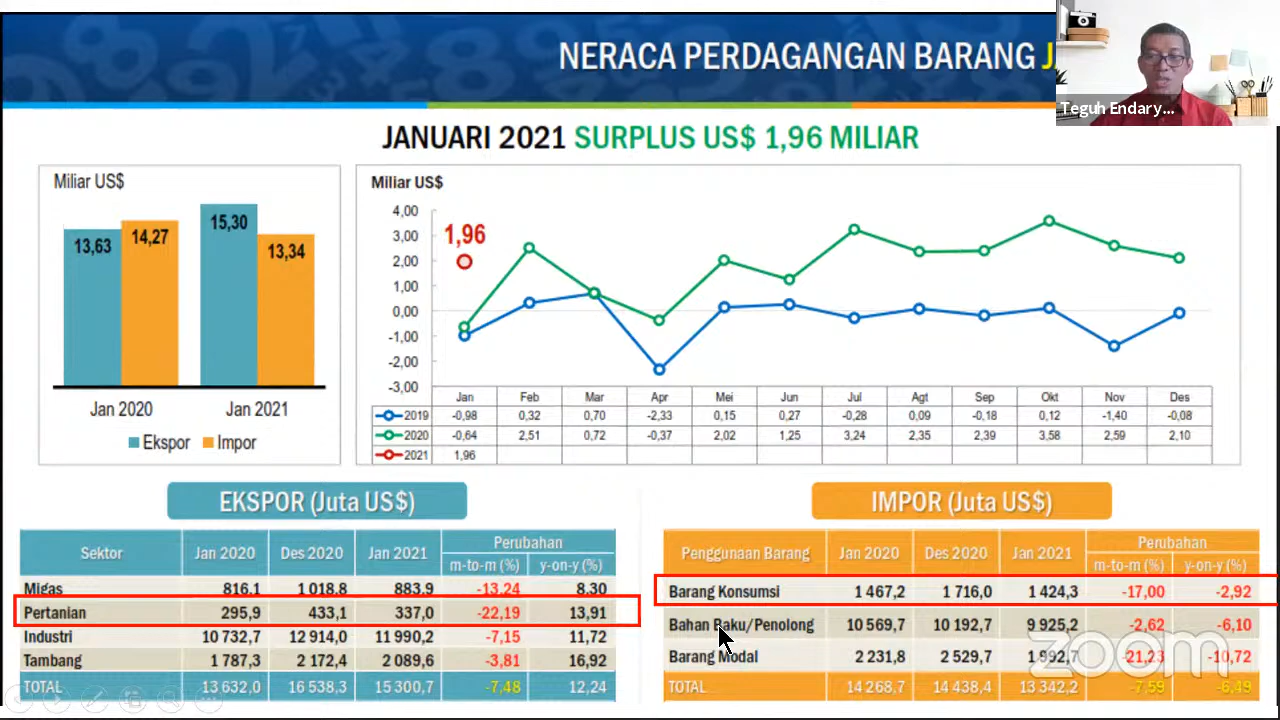 NERACA PERDAGANGAN BARANG
Teguh Endary...
JANUARI 2021 SURPLUS US$ 1,96 MILIAR
Miliar US$
13,63
14,27
15,30
13,34
Jan 2020
Jan 2021
Ekspor
Impor
Miliar US$
4,00
3,00
2,00
1,00
0,00
-1,00
-2,00
-3,00
1,96
Jan Feb Mar Apr Mei Jun Jul Agt Sep Okt Nov Des
2019 -0,98 0,32 0,70 -2,33 0,15 0,27 -0,28 0,09 -0,18 0,12 -1,40 -0,08
2020 -0,64 2,51 0,72 -0,37 2,02 1,25 3,24 2,35 2,39 3,58 2,59 2,10
2021 1,96
EKSPOR (Juta US$)
Sektor Jan 2020 Des 2020 Jan 2021 Perubahan
m-to-m (%) y-on-y (%)
Migas 816,1 1 018,8 883,9 -13,24 8,30
Pertanian 295,9 433,1 337,0 -22,19 13,91
Industri 10 732,7 12 914,0 11 990,2 -7,15 11,72
Tambang 1 787,3 2 172,4 2 089,6 -3,81 16,92
TOTAL 13 632,0 16 538,3 15 300,7 -7,48 12,24
IMPOR (Juta US$)
Penggunaan Barang Jan 2020 Des 2020 Jan 2021 Perubahan
m-to-m (%) y-on-y (%)
Barang Konsumsi 1 467,2 1 716,0 1 424,3 -17,00 -2,92
Bahan Baku/Penolong 10 569,7 10 192,7 9 925,2 -2,62 -6,10
Barang Modal 2 231,8 2 529,7 1 992,7 -21,23 -10,72
TOTAL 14 268,7 14 438,4 13 342,2 -7,59 -6,49
zoom